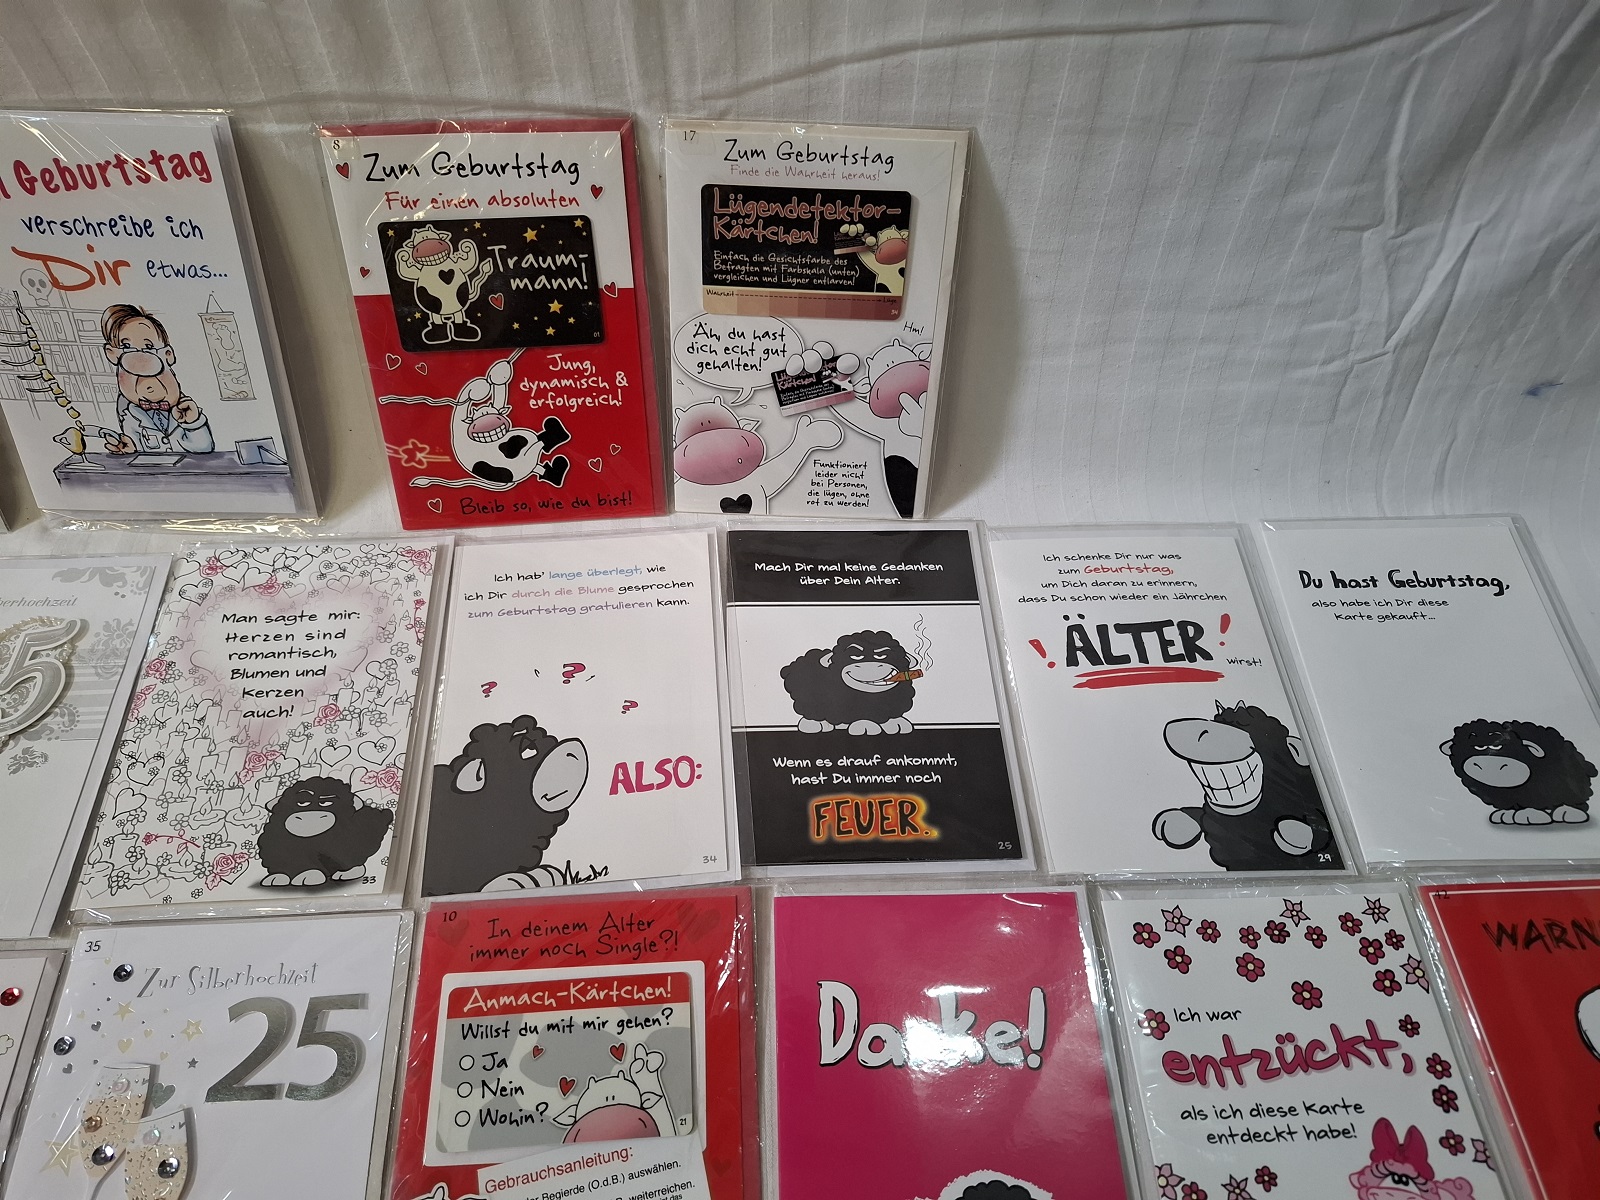 Geburtstag
verschreibe ich
Dir etwas...
8
Zum Geburtstag
Für einen absoluten
Traum-
mann!
01
Jung,
dynamisch &
erfolgreich!
Bleib so, wie du bist!
17
Zum Geburtstag
Finde die Wahrheit heraus!
Lügendetektor-
Kärtchen!
Einfach die Gesichtsfarbe des
Befragten mit Farbskala (unten)
vergleichen und Lügner entlarven!
Wahrheit Lüge
34
Äh, du hast
dich echt gut
gehalten!
Hm!
Funktioniert
leider nicht
bei Personen,
die lügen, ohne
rot zu werden!
5
Man sagte mir:
Herzen sind
romantisch,
Blumen und
Kerzen
auch!
33
Ich hab' lange überlegt, wie
ich Dir durch die Blume gesprochen
zum Geburtstag gratulieren kann.
? ? ?
ALSO:
34
Mach Dir mal keine Gedanken
über Dein Alter.
Wenn es drauf ankommt,
hast Du immer noch
FEUER.
25
Ich schenke Dir nur was
zum Geburtstag,
um Dich daran zu erinnern,
dass Du schon wieder ein Jährchen
! ÄLTER !
wirst!
29
Du hast Geburtstag,
also habe ich Dir diese
Karte gekauft...
35
Zur Silberhochzeit
25
10
In deinem Alter
immer noch Single?!
Anmach-Kärtchen!
Willst du mit mir gehen?
Ja
Nein
Wohin?
21
Gebrauchsanleitung:
der Begierde (O.d.B.) auswählen.
weiterreichen.
Danke!
Ich war
entzückt,
als ich diese Karte
entdeckt habe!
42